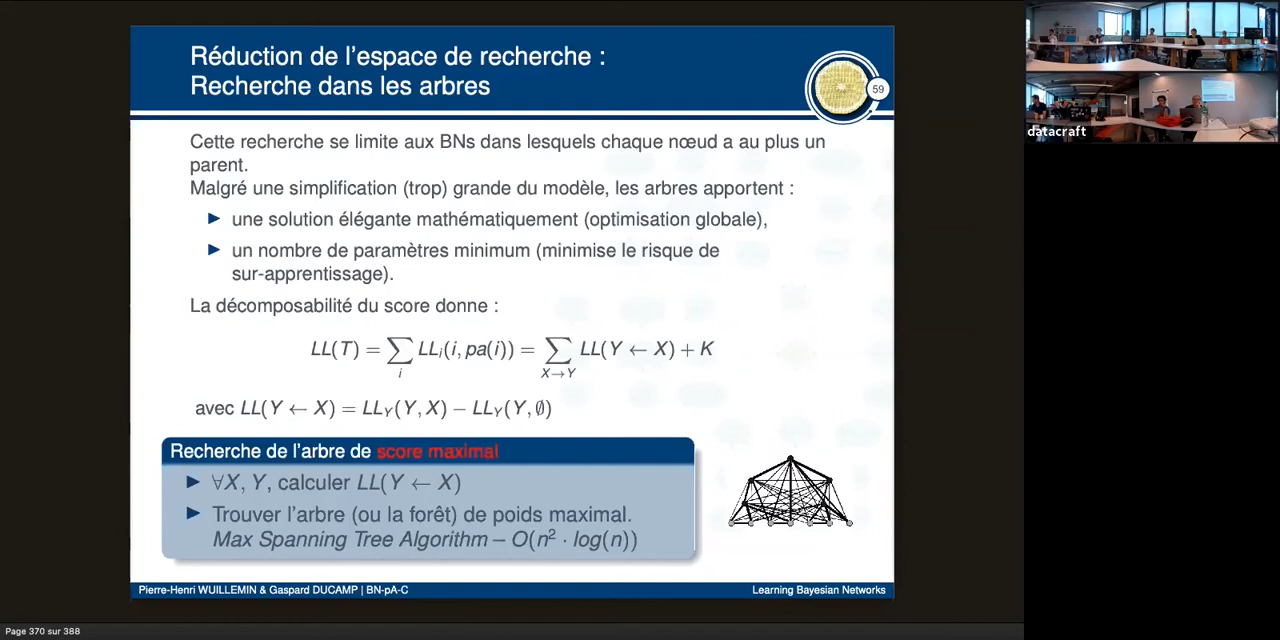 Réduction de l'espace de recherche :
Recherche dans les arbres
59
Cette recherche se limite aux BNs dans lesquels chaque nœud a au plus un
parent.
Malgré une simplification (trop) grande du modèle, les arbres apportent :
► une solution élégante mathématiquement (optimisation globale),
► un nombre de paramètres minimum (minimise le risque de
sur-apprentissage).
La décomposabilité du score donne :
LL(T) = ∑_i LL_i(i, pa(i)) = ∑_{X→Y} LL(Y ← X) + K
avec LL(Y ← X) = LL_Y(Y, X) − LL_Y(Y, ∅)
Recherche de l'arbre de score maximal
► ∀X, Y, calculer LL(Y ← X)
► Trouver l'arbre (ou la forêt) de poids maximal.
Max Spanning Tree Algorithm – O(n² · log(n))
Pierre-Henri WUILLEMIN & Gaspard DUCAMP | BN-pA-C
Learning Bayesian Networks
Page 370 sur 388
datacraft